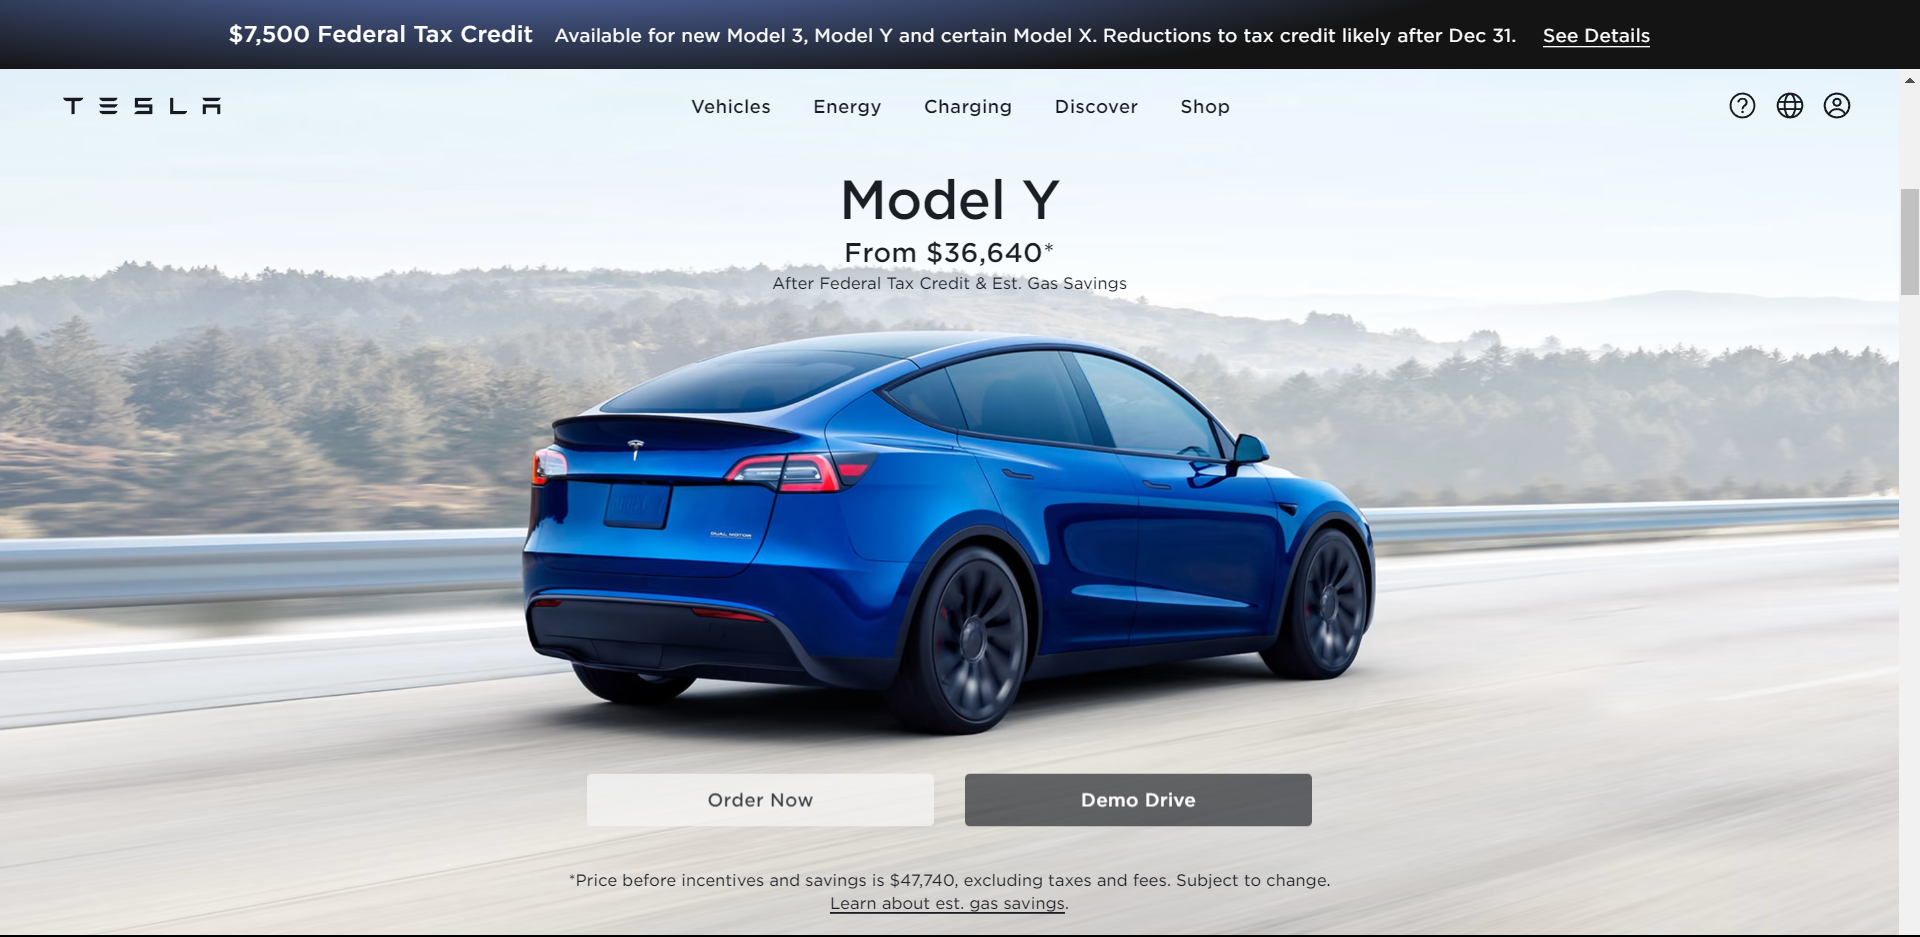 $7,500 Federal Tax Credit Available for new Model 3, Model Y and certain Model X. Reductions to tax credit likely after Dec 31. See Details
TESLA Vehicles Energy Charging Discover Shop
Model Y
From $36,640*
After Federal Tax Credit & Est. Gas Savings
DUAL MOTOR
Order Now Demo Drive
*Price before incentives and savings is $47,740, excluding taxes and fees. Subject to change.
Learn about est. gas savings.